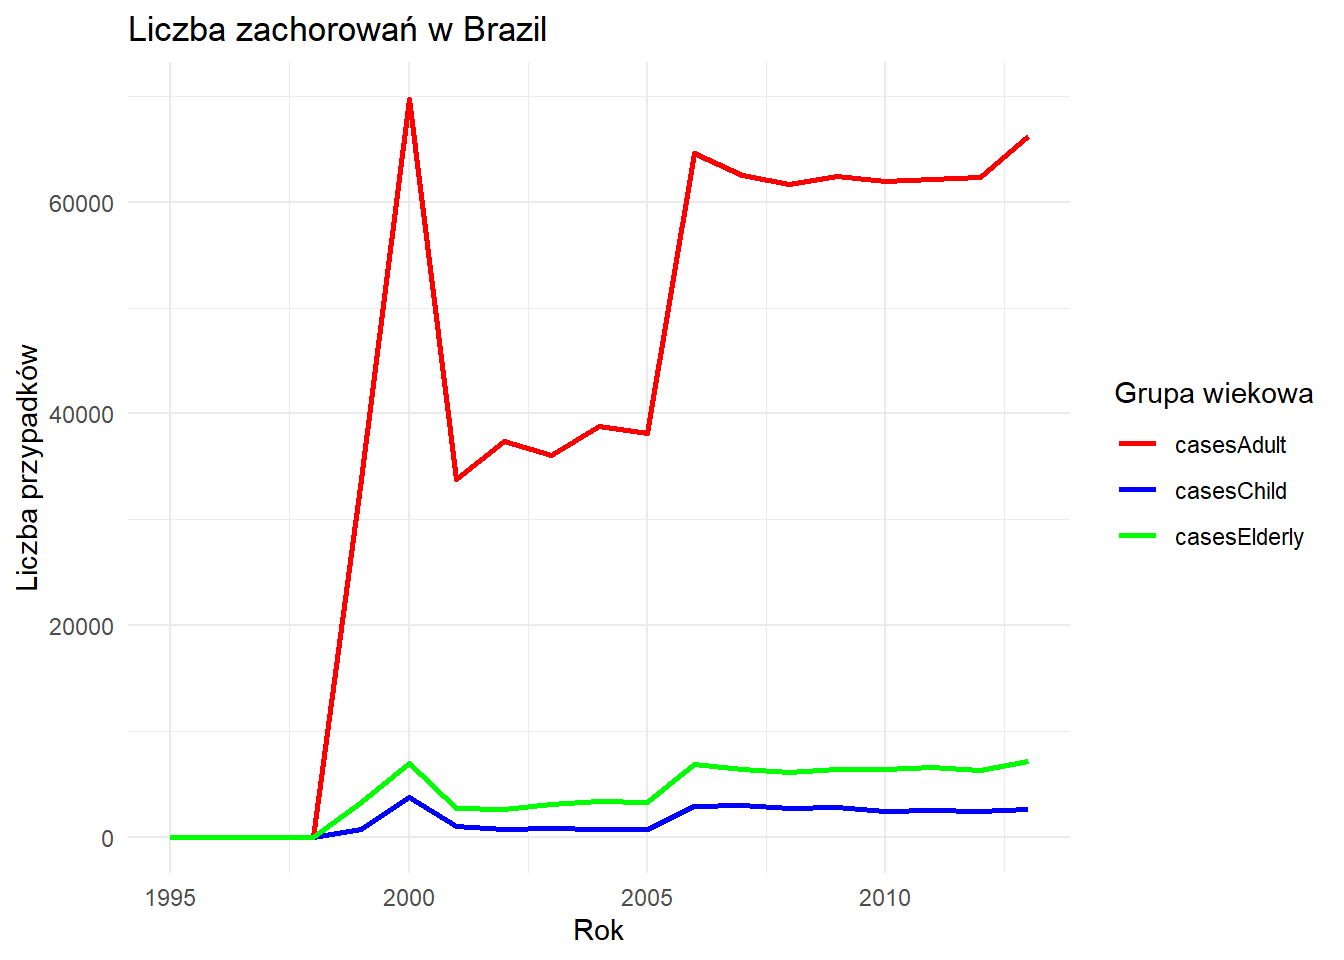 Liczba zachorowań w Brazil
Liczba przypadków
60000
40000
20000
0
1995
2000
2005
2010
Rok
Grupa wiekowa
casesAdult
casesChild
casesElderly